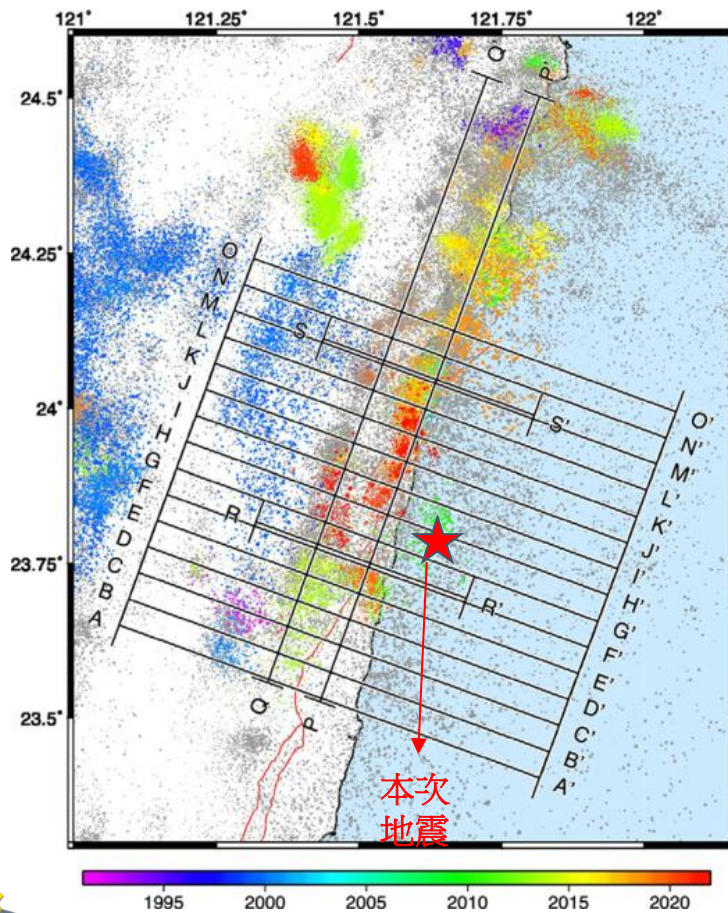 121° 121.25 121.5 121.75 122
24.5°
24.25°
24°
23.75°
23.5°
Q
P'
O
N
M
L
K
J
I
H
G
F
E
D
C
B
A
S
S'
R
R'
O'
N'
M'
L'
K'
J'
I'
H'
G'
F'
E'
D'
C'
B'
A'
Q P
本次
地震
1995 2000 2005 2010 2015 2020